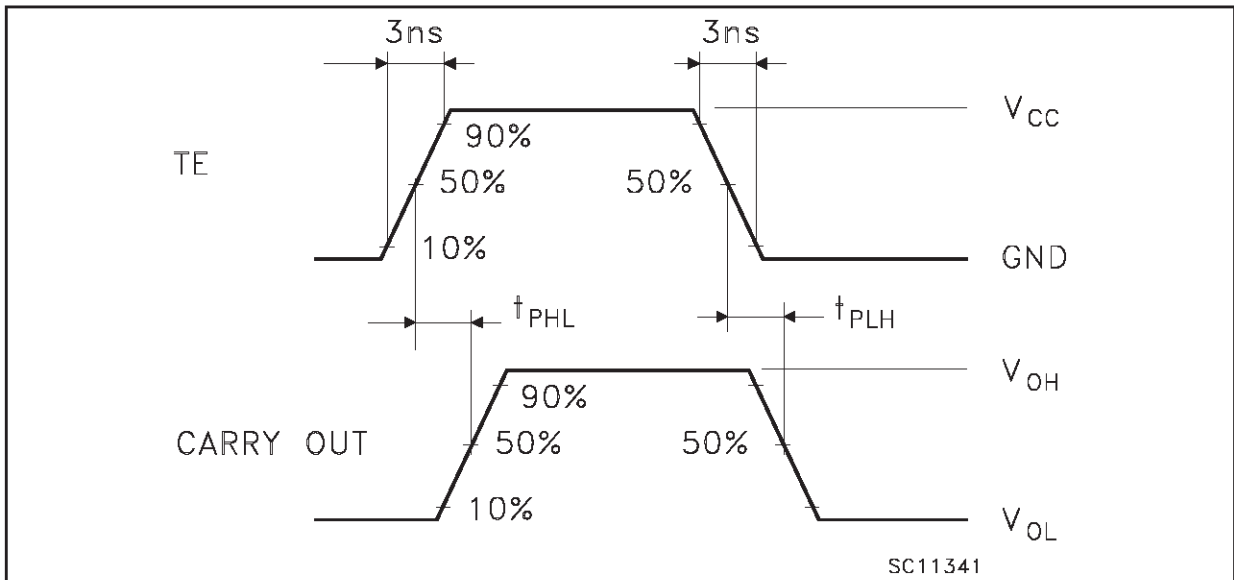 3ns 3ns
V_CC
90%
TE
50% 50%
10%
GND
t_PHL t_PLH
V_OH
90%
CARRY OUT 50% 50%
10%
V_OL
SC11341